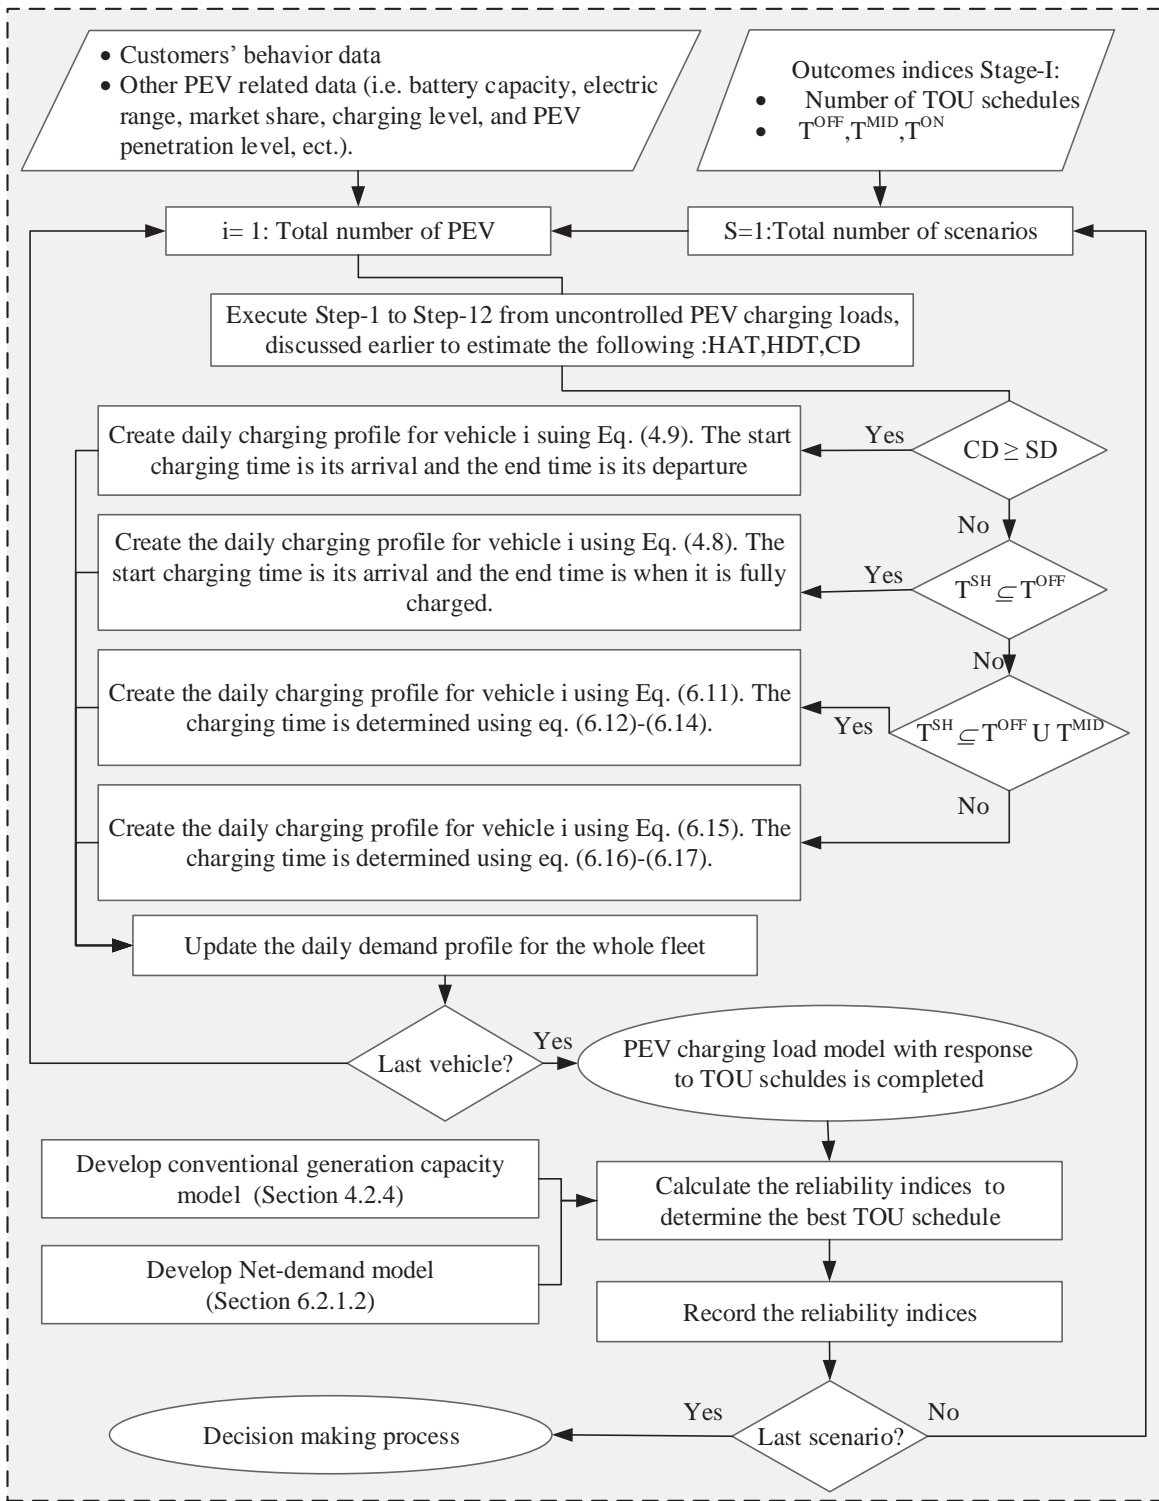 • Customers’ behavior data
• Other PEV related data (i.e. battery capacity, electric
range, market share, charging level, and PEV
penetration level, ect.).
Outcomes indices Stage-I:
• Number of TOU schedules
• T^OFF,T^MID,T^ON
i= 1: Total number of PEV
S=1:Total number of scenarios
Execute Step-1 to Step-12 from uncontrolled PEV charging loads,
discussed earlier to estimate the following :HAT,HDT,CD
Create daily charging profile for vehicle i suing Eq. (4.9). The start
charging time is its arrival and the end time is its departure
Yes
CD ≥ SD
No
Create the daily charging profile for vehicle i using Eq. (4.8). The
start charging time is its arrival and the end time is when it is fully
charged.
Yes
T^SH ⊆ T^OFF
No
Create the daily charging profile for vehicle i using Eq. (6.11). The
charging time is determined using eq. (6.12)-(6.14).
Yes
T^SH ⊆ T^OFF U T^MID
No
Create the daily charging profile for vehicle i using Eq. (6.15). The
charging time is determined using eq. (6.16)-(6.17).
Update the daily demand profile for the whole fleet
Last vehicle?
Yes
PEV charging load model with response
to TOU schuldes is completed
Develop conventional generation capacity
model (Section 4.2.4)
Calculate the reliability indices to
determine the best TOU schedule
Develop Net-demand model
(Section 6.2.1.2)
Record the reliability indices
Decision making process
Yes
Last scenario?
No